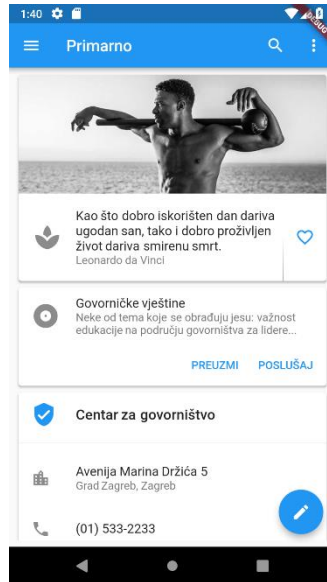 1:40
DEBUG
Primarno
Kao što dobro iskorišten dan dariva
ugodan san, tako i dobro proživljen
život dariva smirenu smrt.
Leonardo da Vinci
Govorničke vještine
Neke od tema koje se obrađuju jesu: važnost
edukacije na području govorništva za lidere...
PREUZMI POSLUŠAJ
Centar za govorništvo
Avenija Marina Držića 5
Grad Zagreb, Zagreb
(01) 533-2233